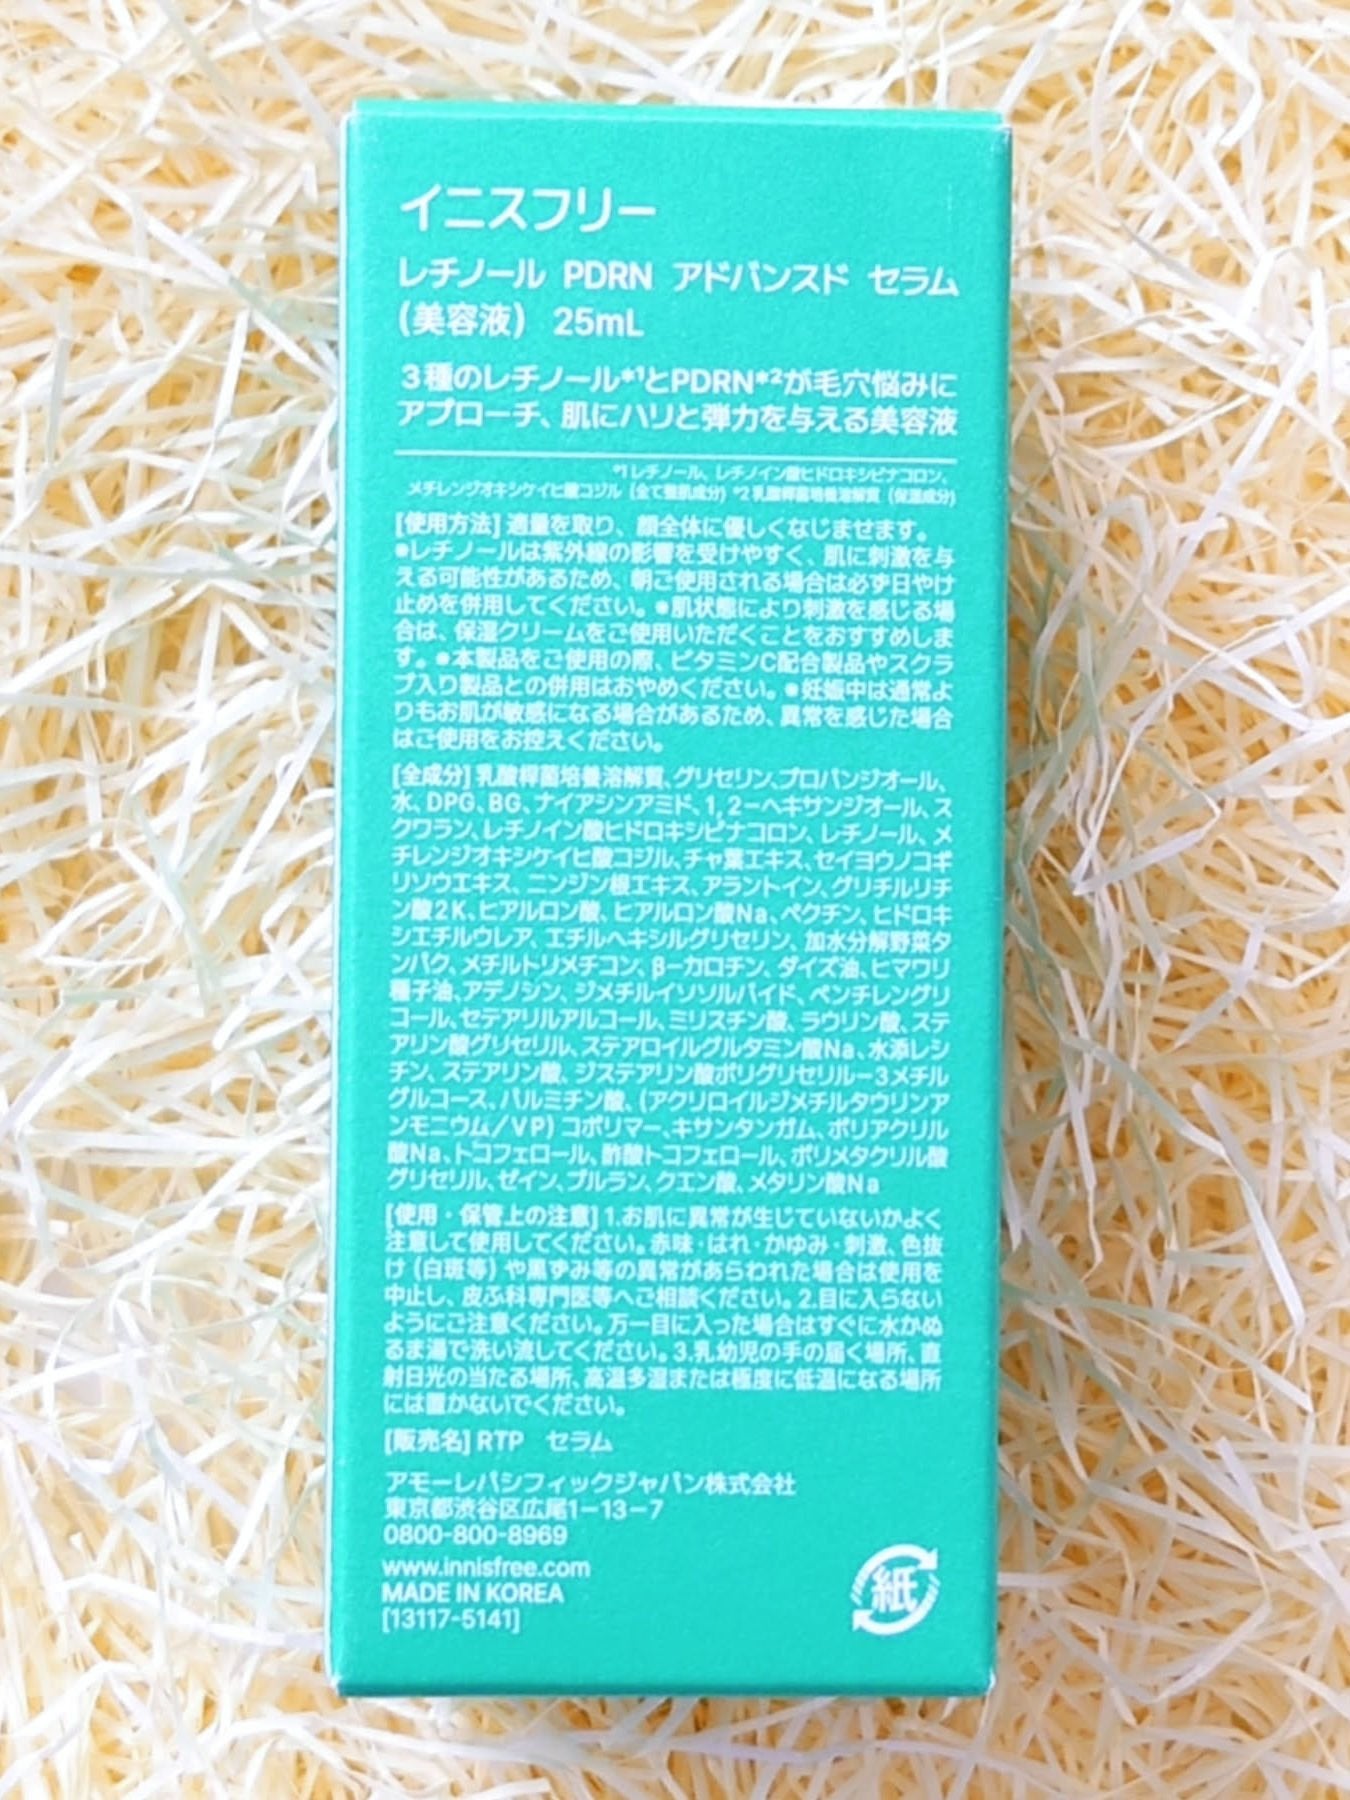 イニスフリー
レチノール PDRN アドバンスド セラム
(美容液) 25mL
3種のレチノール*1とPDRN*2が毛穴悩みに
アプローチ、肌にハリと弾力を与える美容液
*1 レチノール、レチノイン酸ヒドロキシピナコロン、
メチレンジオキシケイヒ酸コジル (全て整肌成分) *2 乳酸桿菌培養溶解質 (保湿成分)
[使用方法] 適量を取り、顔全体に優しくなじませます。
●レチノールは紫外線の影響を受けやすく、肌に刺激を与
える可能性があるため、朝ご使用される場合は必ず日やけ
止めを併用してください。●肌状態により刺激を感じる場
合は、保湿クリームをご使用いただくことをおすすめしま
す。●本製品をご使用の際、ビタミンC配合製品やスクラ
ブ入り製品との併用はおやめください。●妊娠中は通常よ
りもお肌が敏感になる場合があるため、異常を感じた場合
はご使用をお控えください。
[全成分] 乳酸桿菌培養溶解質、グリセリン、プロパンジオール、
水、DPG、BG、ナイアシンアミド、1,2-ヘキサンジオール、ス
クワラン、レチノイン酸ヒドロキシピナコロン、レチノール、メ
チレンジオキシケイヒ酸コジル、チャ葉エキス、セイヨウノコギ
リソウエキス、ニンジン根エキス、アラントイン、グリチルリチ
ン酸2K、ヒアルロン酸、ヒアルロン酸Na、ペクチン、ヒドロキ
シエチルウレア、エチルヘキシルグリセリン、加水分解野菜タ
ンパク、メチルトリメチコン、β-カロチン、ダイズ油、ヒマワリ
種子油、アデノシン、ジメチルイソソルバイド、ペンチレングリ
コール、セテアリルアルコール、ミリスチン酸、ラウリン酸、ステ
アリン酸グリセリル、ステアロイルグルタミン酸Na、水添レシ
チン、ステアリン酸、ジステアリン酸ポリグリセリル-3メチル
グルコース、パルミチン酸、(アクリロイルジメチルタウリンア
ンモニウム/VP) コポリマー、キサンタンガム、ポリアクリル
酸Na、トコフェロール、酢酸トコフェロール、ポリメタクリル酸
グリセリル、ゼイン、プルラン、クエン酸、メタリン酸Na
[使用・保管上の注意] 1.お肌に異常が生じていないかよく
注意して使用してください。赤味・はれ・かゆみ・刺激、色抜
け (白斑等) や黒ずみ等の異常があらわれた場合は使用を
中止し、皮ふ科専門医等へご相談ください。2.目に入らない
ようにご注意ください。万一目に入った場合はすぐに水かぬ
るま湯で洗い流してください。3.乳幼児の手の届く場所、直
射日光の当たる場所、高温多湿または極度に低温になる場所
には置かないでください。
[販売名] RTP セラム
アモーレパシフィックジャパン株式会社
東京都渋谷区広尾1-13-7
0800-800-8969
www.innisfree.com
MADE IN KOREA
[13117-5141]
紙